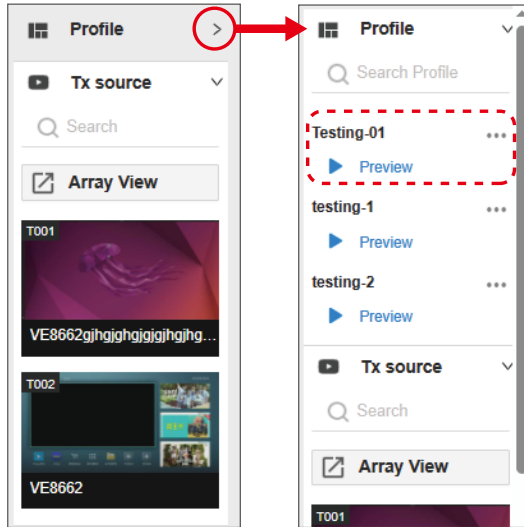 Profile
Tx source
Search
Array View
T001
VE8662gjhgjghgjgjgjhgjhg...
T002
VE8662
Profile
Search Profile
Testing-01
Preview
testing-1
Preview
testing-2
Preview
Tx source
Search
Array View
T001